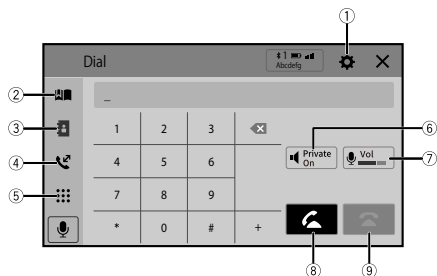 ①
Dial
1
Abcdefg
②
_
③
1 2 3
Private
On
Vol
⑥
④
4 5 6
⑦
⑤
7 8 9
* 0 # +
⑧ ⑨